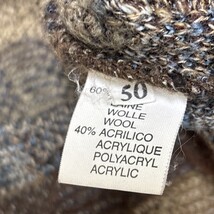 60% 50
LAINE
WOLLE
WOOL
40% ACRILICO
ACRYLIQUE
POLYACRYL
ACRYLIC